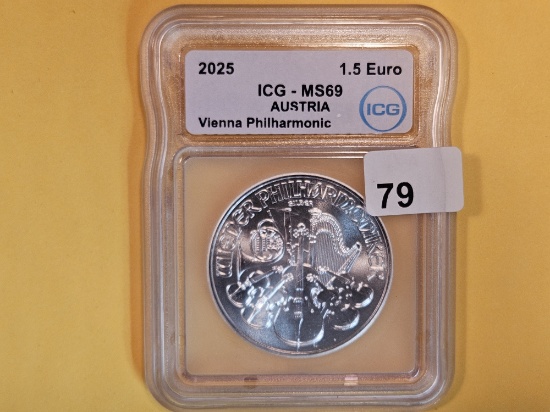 2025 1.5 Euro
ICG - MS69
AUSTRIA
Vienna Philharmonic
ICG
79
WIENER PHILHARMONIKER
SILBER